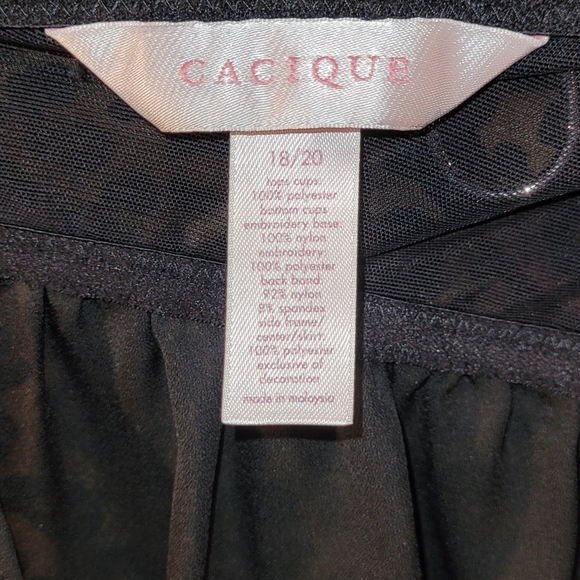 CACIQUE
18/20
tops cups:
100% polyester
bottom cups
embroidery base:
100% nylon
embroidery:
100% polyester
back band:
92% nylon
8% spandex
side frame/
center/skirt:
100% polyester
exclusive of
decoration
made in malaysia